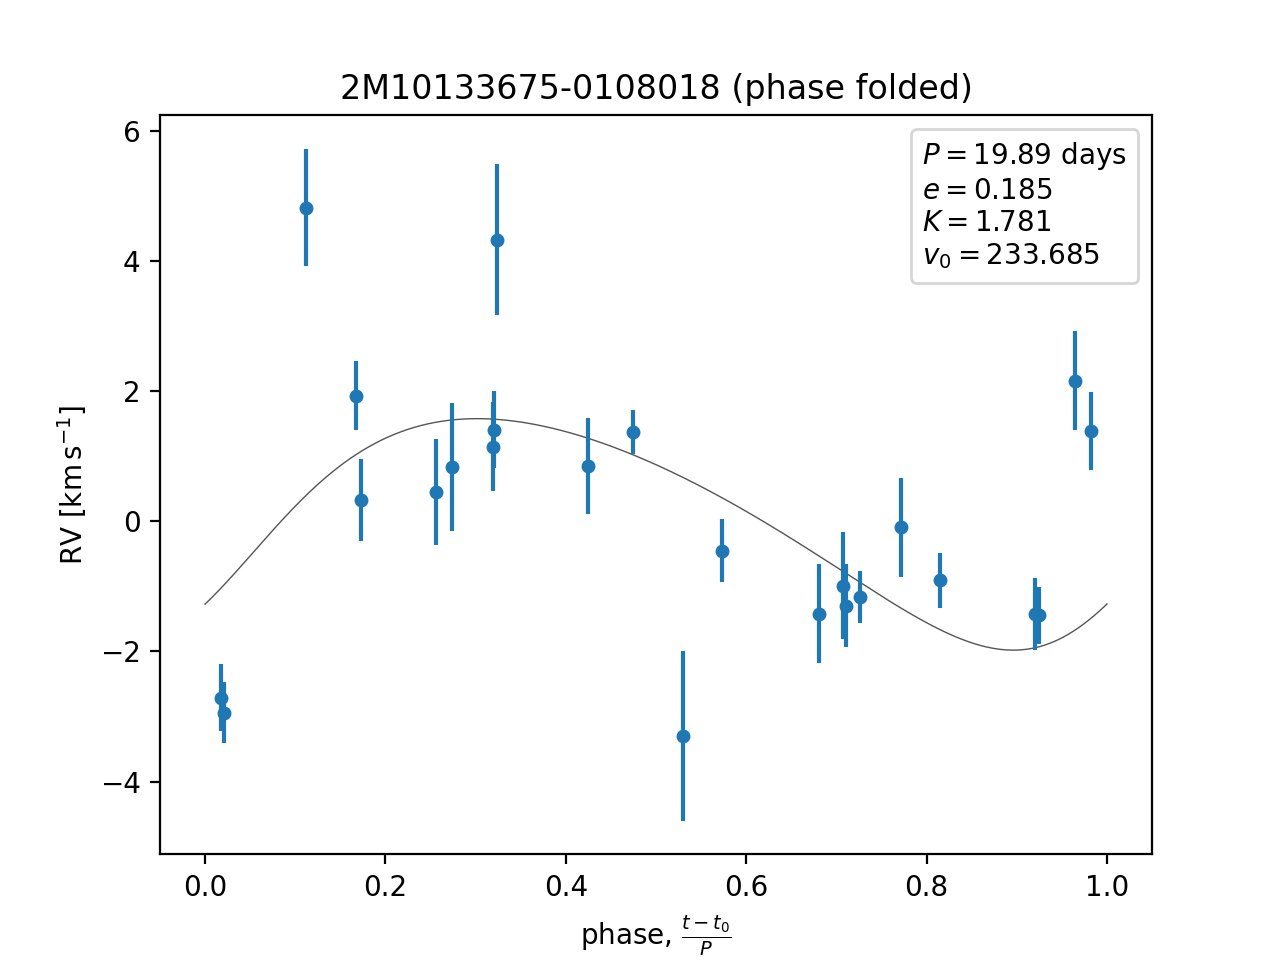 2M10133675-0108018 (phase folded)
P = 19.89 days
e = 0.185
K = 1.781
v₀ = 233.685
6
4
2
0
−2
−4
RV [km s⁻¹]
0.0 0.2 0.4 0.6 0.8 1.0
phase, (t − t₀)/P